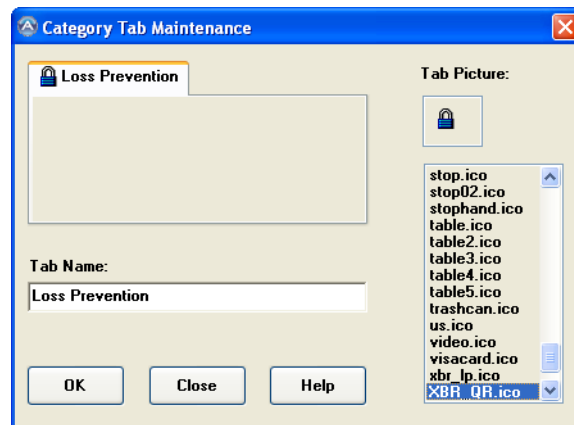 Category Tab Maintenance
Loss Prevention
Tab Picture:
stop.ico
stop02.ico
stophand.ico
table.ico
table2.ico
table3.ico
table4.ico
table5.ico
trashcan.ico
us.ico
video.ico
visacard.ico
xbr_lp.ico
XBR_QR.ico
Tab Name:
Loss Prevention
OK
Close
Help